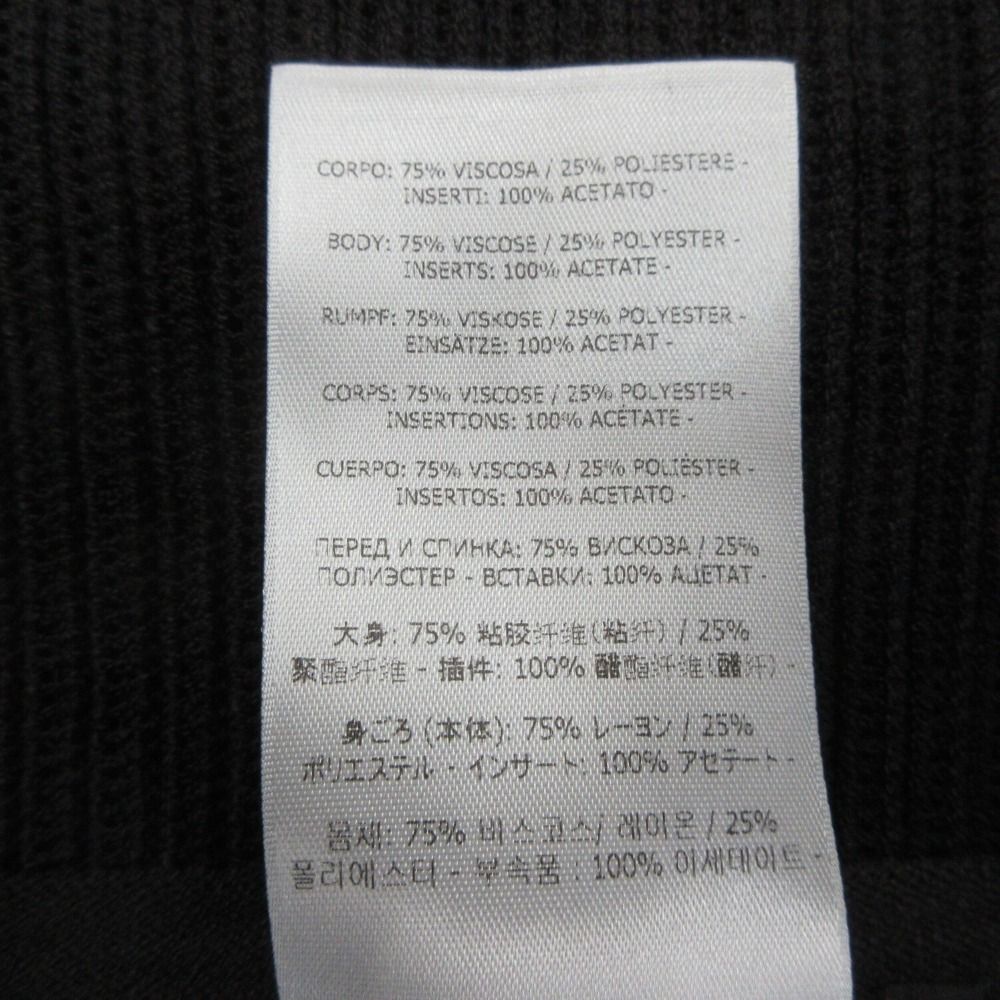 CORPO: 75% VISCOSA / 25% POLIESTERE -
INSERTI: 100% ACETATO -
BODY: 75% VISCOSE / 25% POLYESTER -
INSERTS: 100% ACETATE -
RUMPF: 75% VISKOSE / 25% POLYESTER -
EINSÄTZE: 100% ACETAT -
CORPS: 75% VISCOSE / 25% POLYESTER -
INSERTIONS: 100% ACÉTATE -
CUERPO: 75% VISCOSA / 25% POLIÉSTER -
INSERTOS: 100% ACETATO -
ПЕРЕД И СПИНКА: 75% ВИСКОЗА / 25%
ПОЛИЭСТЕР - ВСТАВКИ: 100% АЦЕТАТ -
大身: 75% 粘胶纤维(粘纤) / 25%
聚酯纤维 - 插件: 100% 醋酯纤维(醋纤) -
身ごろ (本体): 75% レーヨン / 25%
ポリエステル - インサート: 100% アセテート -
몸체: 75% 비스코스/ 레이온 / 25%
폴리에스터 - 부속품 : 100% 아세테이트 -